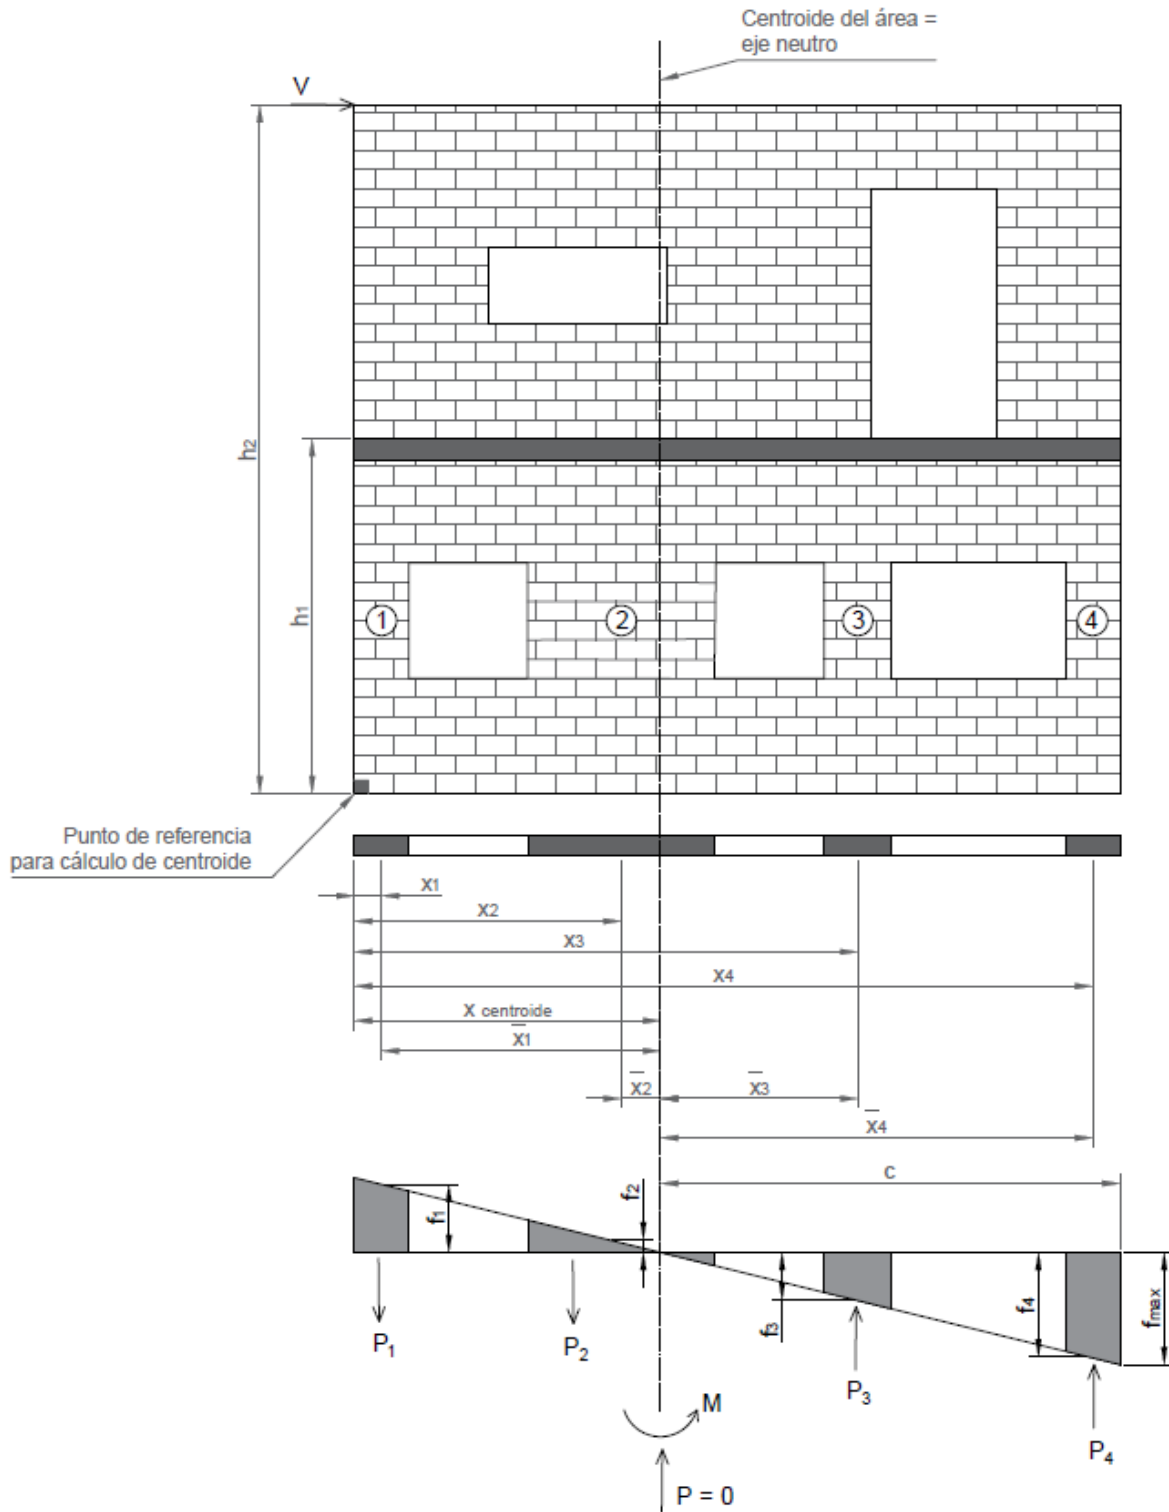 Centroide del área =
eje neutro
V
h2
h1
1
2
3
4
Punto de referencia
para cálculo de centroide
x1
x2
x3
x4
x centroide
x̅1
x̅2
x̅3
x̅4
c
f1
f2
f3
f4
fmax
P1
P2
P3
P4
M
P = 0